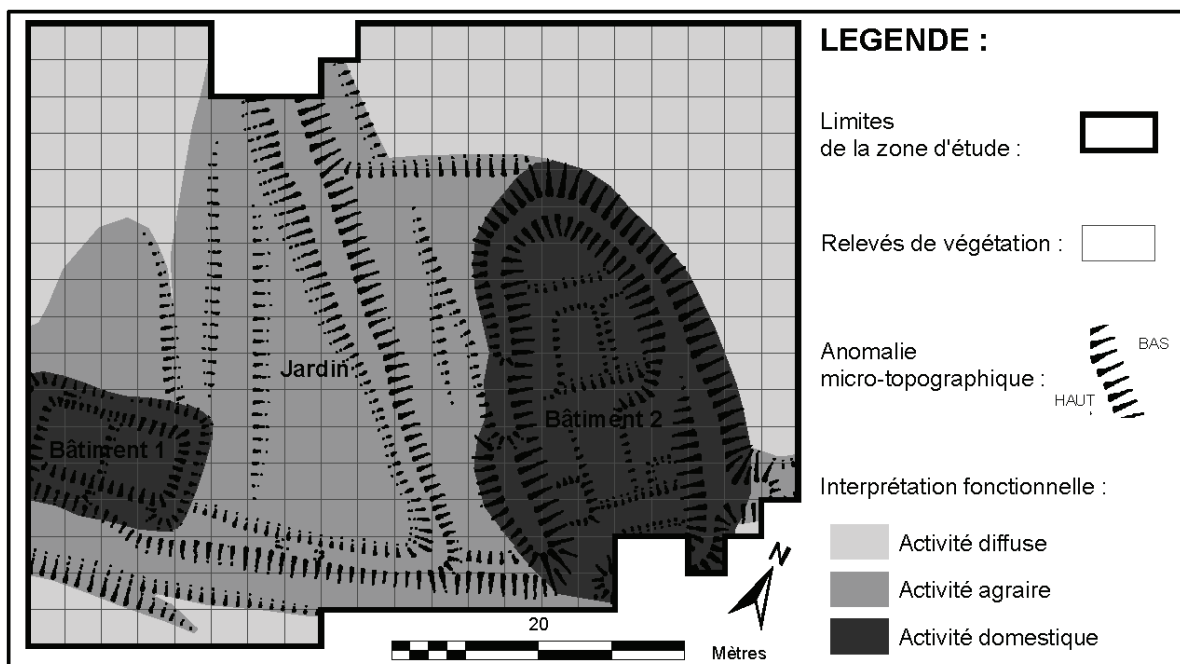 Jardin
Bâtiment 1
Bâtiment 2
N
20
Mètres
LEGENDE :
Limites
de la zone d'étude :
Relevés de végétation :
Anomalie
micro-topographique :
BAS
HAUT
Interprétation fonctionnelle :
Activité diffuse
Activité agraire
Activité domestique